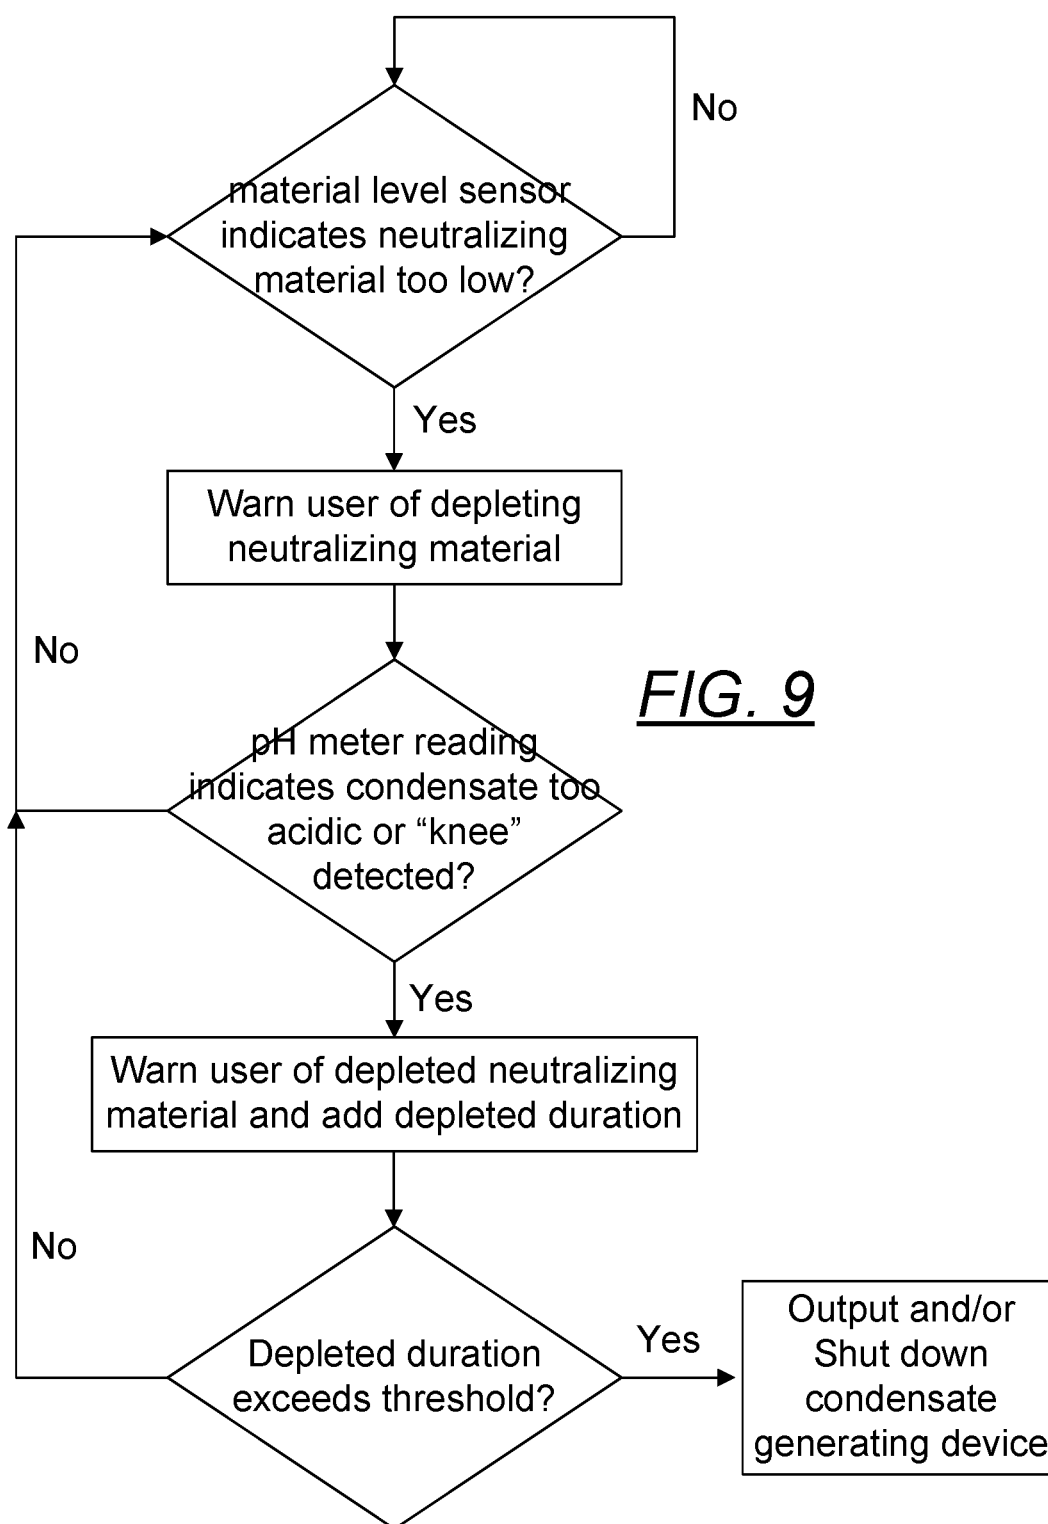 No
material level sensor
indicates neutralizing
material too low?
Yes
Warn user of depleting
neutralizing material
No
FIG. 9
pH meter reading
indicates condensate too
acidic or “knee”
detected?
Yes
Warn user of depleted neutralizing
material and add depleted duration
No
Depleted duration
exceeds threshold?
Yes
Output and/or
Shut down
condensate
generating device